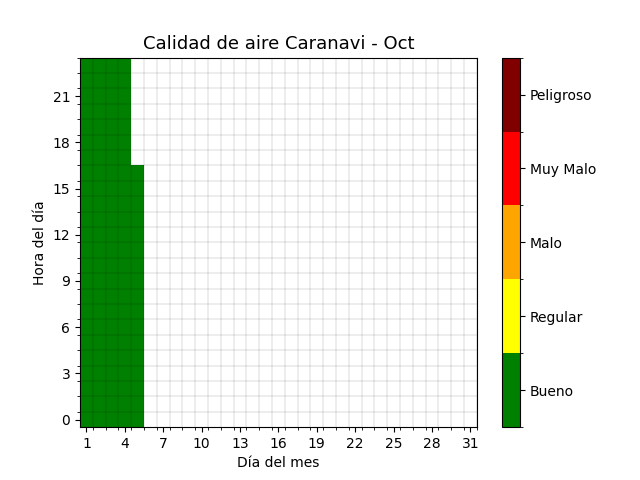 Calidad de aire Caranavi - Oct
Hora del día
21
18
15
12
9
6
3
0
1 4 7 10 13 16 19 22 25 28 31
Día del mes
Peligroso
Muy Malo
Malo
Regular
Bueno